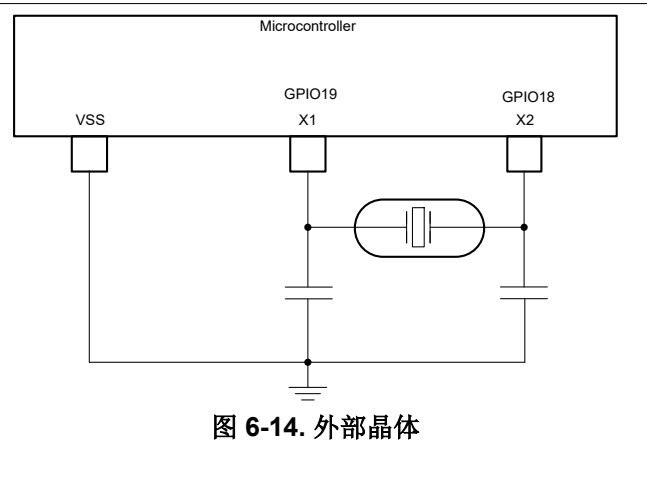 Microcontroller
GPIO19
GPIO18
VSS
X1
X2
图 6-14. 外部晶体